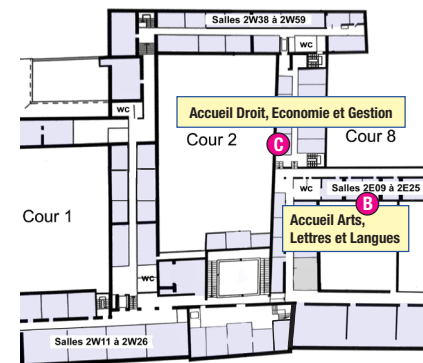 Salles 2W38 à 2W59
WC
WC
Accueil Droit, Economie et Gestion
Cour 2
C
Cour 8
WC
Salles 2E09 à 2E25
B
Cour 1
Accueil Arts,
Lettres et Langues
WC
Salles 2W11 à 2W26